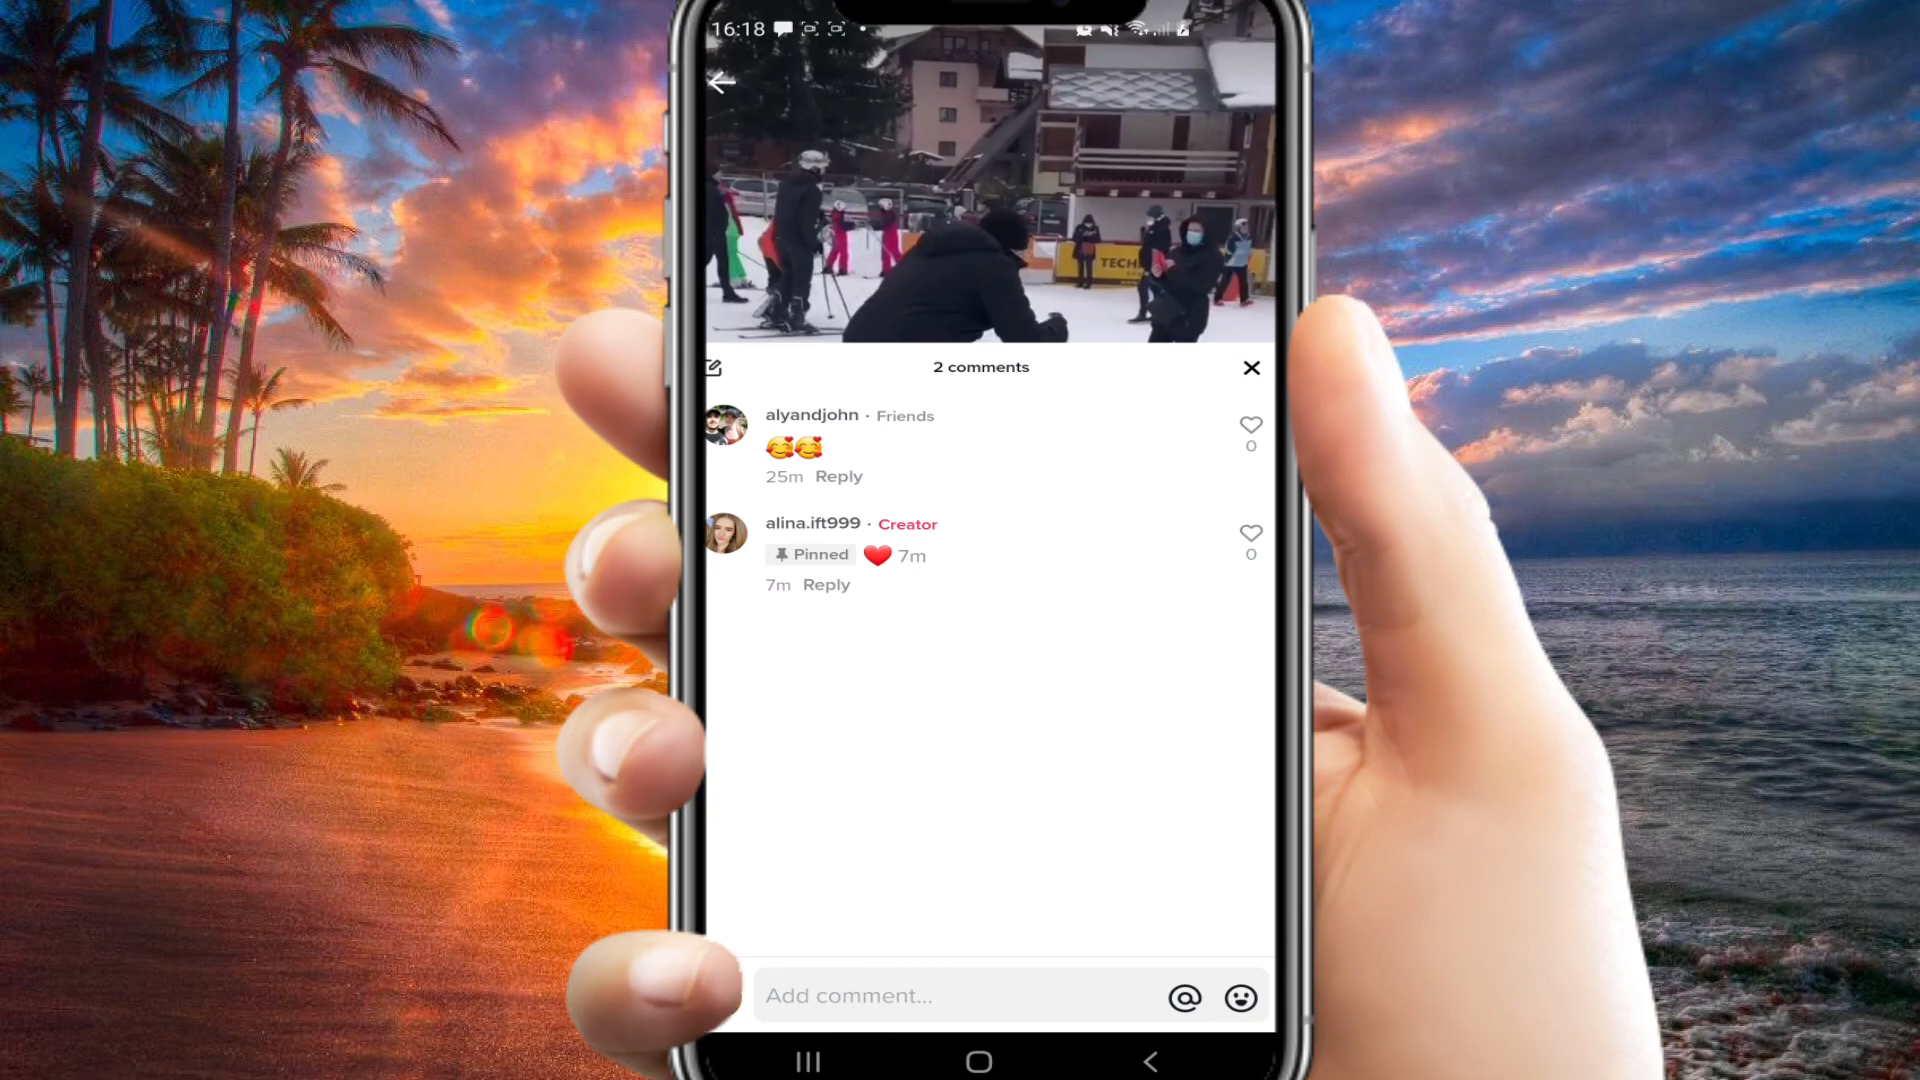 16:18
TECH
2 comments
alyandjohn · Friends
🥰🥰
0
25m Reply
alina.ift999 · Creator
Pinned ❤️ 7m
0
7m Reply
Add comment...